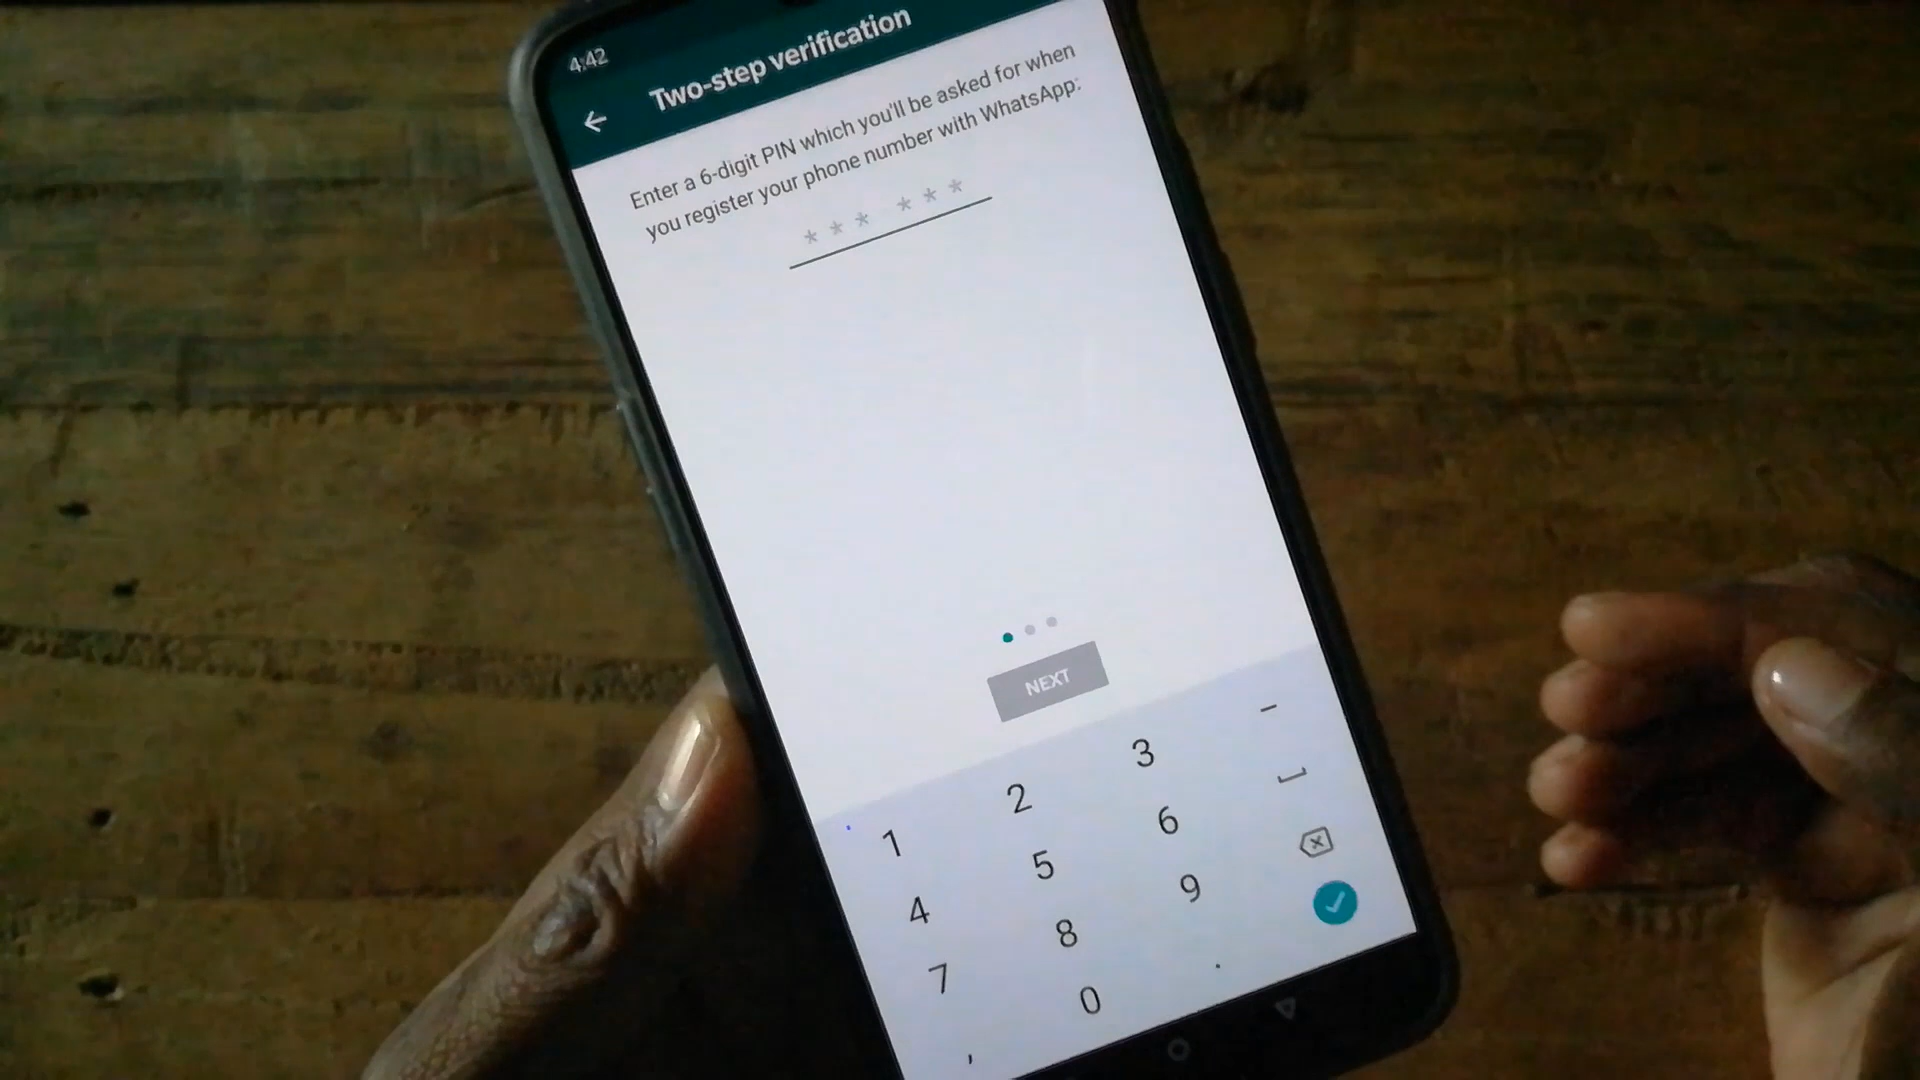 4:42
Two-step verification
Enter a 6-digit PIN which you'll be asked for when
you register your phone number with WhatsApp:
*** ***
NEXT
1 2 3 -
4 5 6
7 8 9
, 0 .